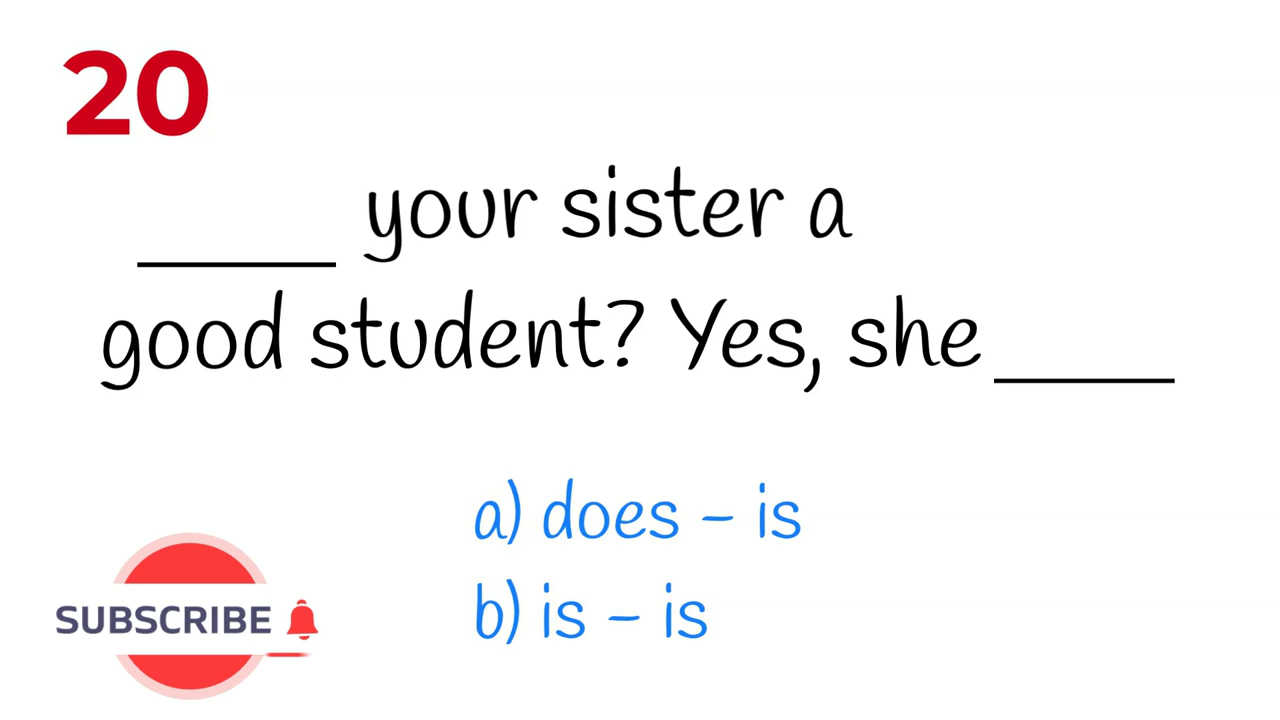 20
____ your sister a
good student? Yes, she ____
a) does – is
b) is – is
SUBSCRIBE